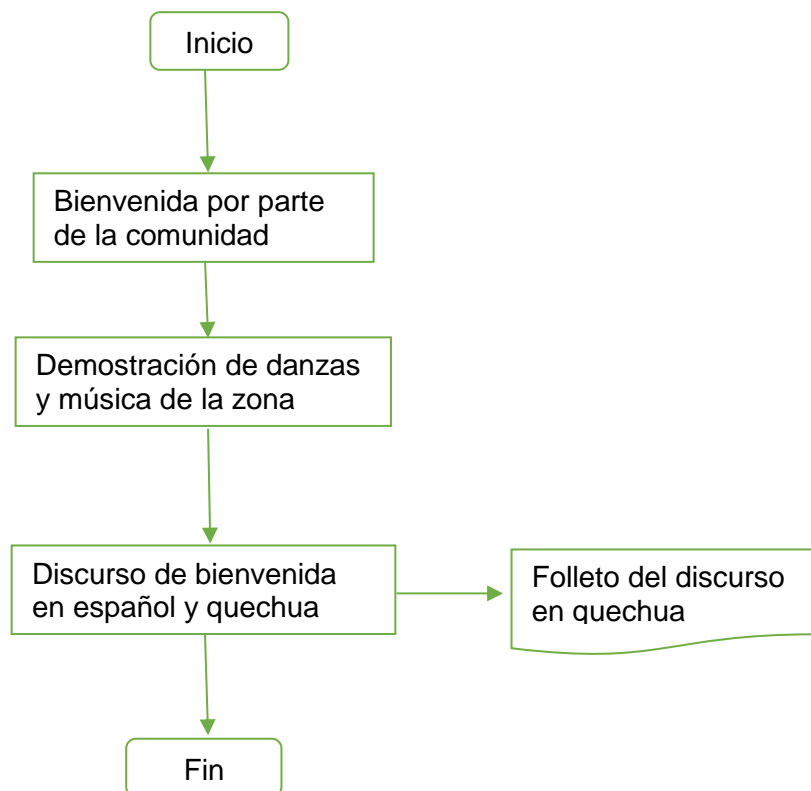 Inicio
Bienvenida por parte
de la comunidad
Demostración de danzas
y música de la zona
Discurso de bienvenida
en español y quechua
Folleto del discurso
en quechua
Fin